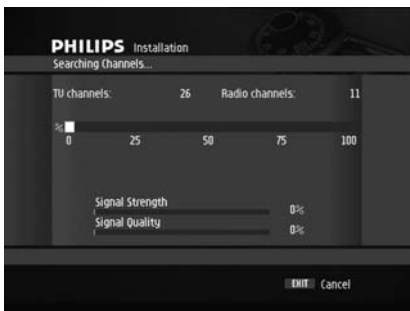 PHILIPS Installation
Searching Channels...
TV channels: 26 Radio channels: 11
%
0 25 50 75 100
Signal Strength
0%
Signal Quality
0%
EXIT Cancel